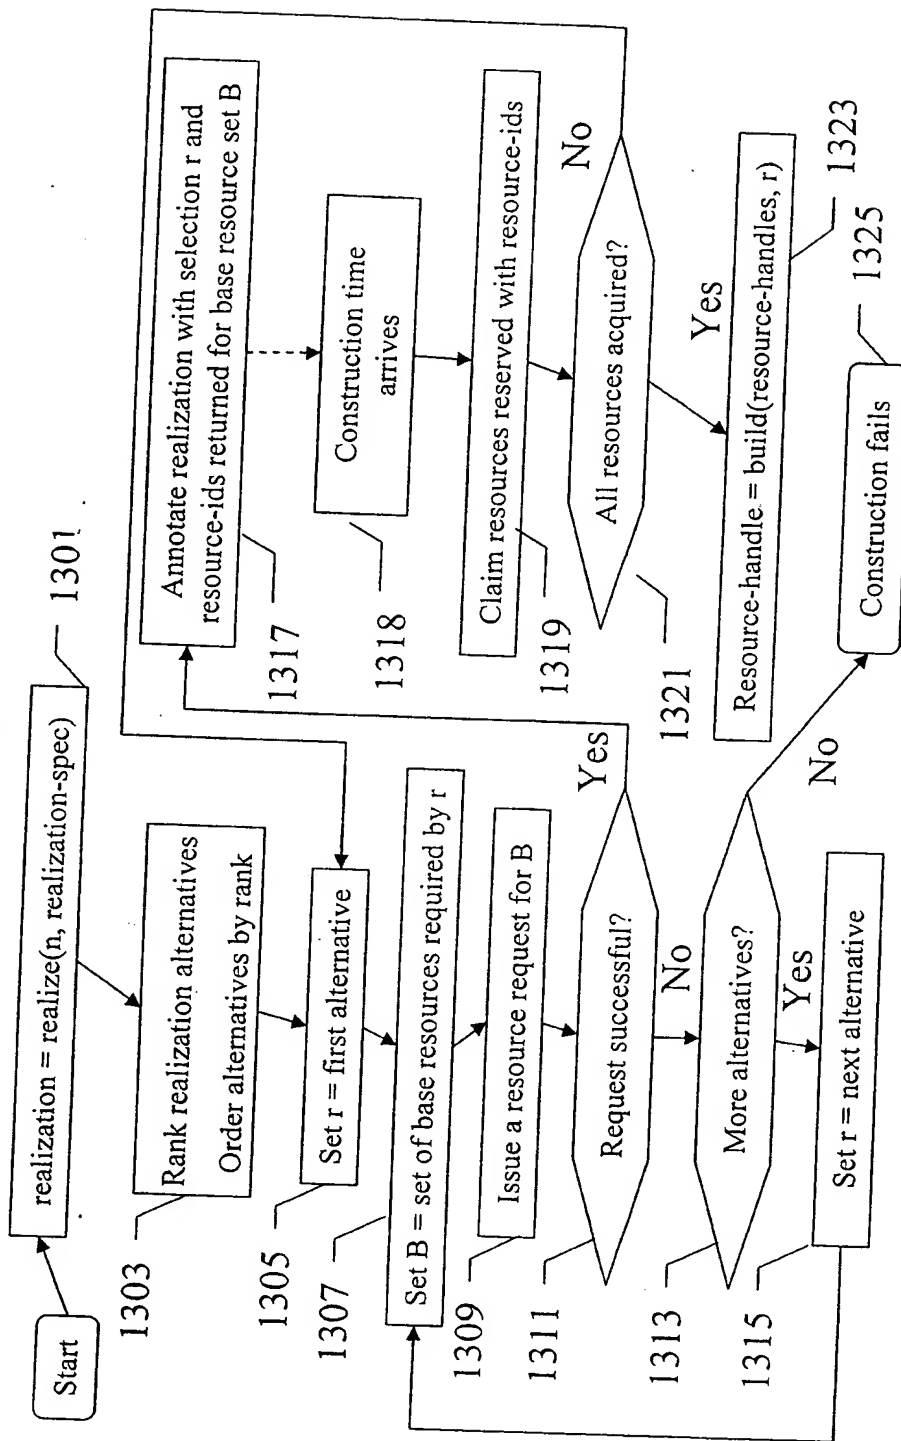 Start
realization = realize(n, realization-spec)
1301
Rank realization alternatives
Order alternatives by rank
1303
Set r = first alternative
1305
Set B = set of base resources required by r
1307
Issue a resource request for B
1309
Request successful?
1311
Yes
No
More alternatives?
1313
No
Yes
Set r = next alternative
1315
Annotate realization with selection r and
resource-ids returned for base resource set B
1317
Construction time
arrives
1318
Claim resources reserved with resource-ids
1319
All resources acquired?
1321
No
Yes
Resource-handle = build(resource-handles, r)
1323
Construction fails
1325